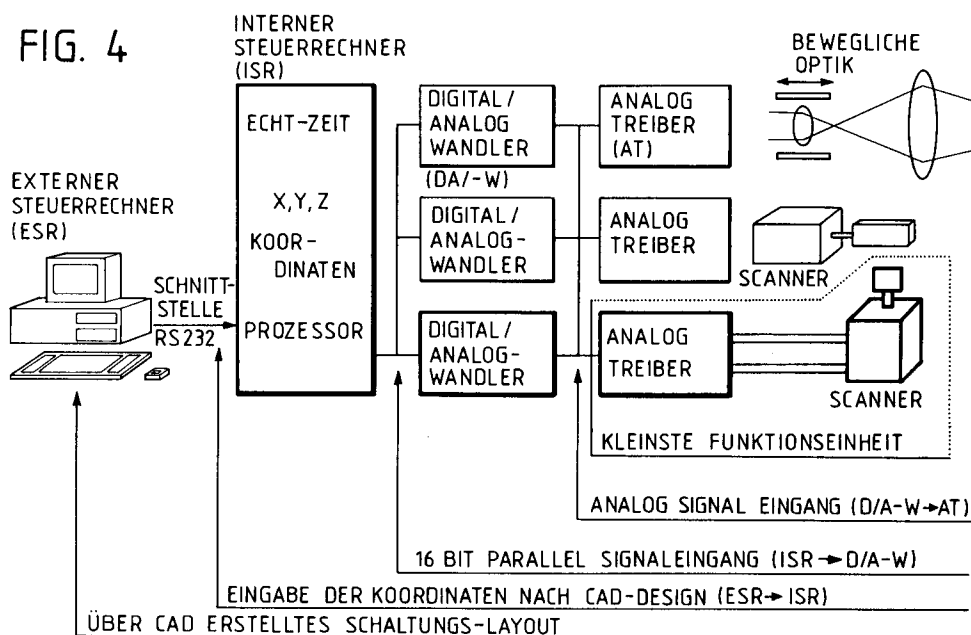 FIG. 4
INTERNER
STEUERRECHNER
(ISR)
ECHT-ZEIT
X,Y,Z
KOOR-
DINATEN
PROZESSOR
EXTERNER
STEUERRECHNER
(ESR)
SCHNITT-
STELLE
RS232
DIGITAL/
ANALOG
WANDLER
(DA/-W)
DIGITAL/
ANALOG-
WANDLER
DIGITAL/
ANALOG-
WANDLER
ANALOG
TREIBER
(AT)
ANALOG
TREIBER
ANALOG
TREIBER
BEWEGLICHE
OPTIK
SCANNER
SCANNER
KLEINSTE FUNKTIONSEINHEIT
ANALOG SIGNAL EINGANG (D/A-W→AT)
16 BIT PARALLEL SIGNALEINGANG (ISR→D/A-W)
EINGABE DER KOORDINATEN NACH CAD-DESIGN (ESR→ISR)
ÜBER CAD ERSTELLTES SCHALTUNGS-LAYOUT